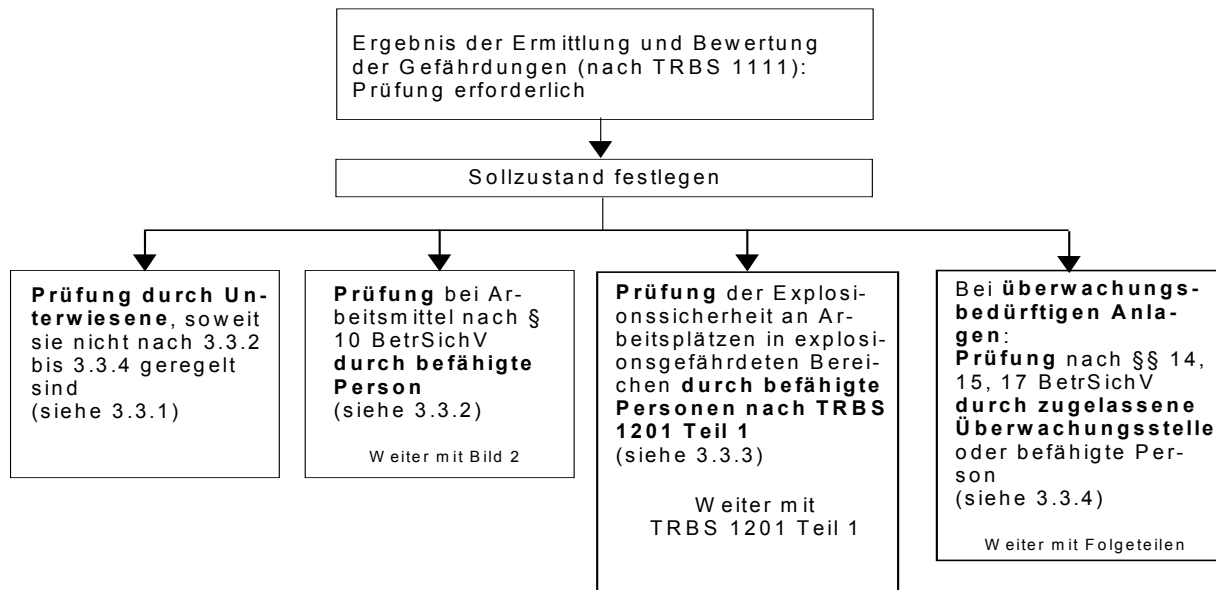 Ergebnis der Ermittlung und Bewertung
der Gefährdungen (nach TRBS 1111):
Prüfung erforderlich
Sollzustand festlegen
Prüfung durch Un-
terwiesene, soweit
sie nicht nach 3.3.2
bis 3.3.4 geregelt
sind
(siehe 3.3.1)
Prüfung bei Ar-
beitsmittel nach §
10 BetrSichV
durch befähigte
Person
(siehe 3.3.2)
Weiter mit Bild 2
Prüfung der Explosi-
onssicherheit an Ar-
beitsplätzen in explosi-
onsgefährdeten Berei-
chen durch befähigte
Personen nach TRBS
1201 Teil 1
(siehe 3.3.3)
Weiter mit
TRBS 1201 Teil 1
Bei überwachungs-
bedürftigen Anla-
gen:
Prüfung nach §§ 14,
15, 17 BetrSichV
durch zugelassene
Überwachungsstelle
oder befähigte Per-
son
(siehe 3.3.4)
Weiter mit Folgeteilen